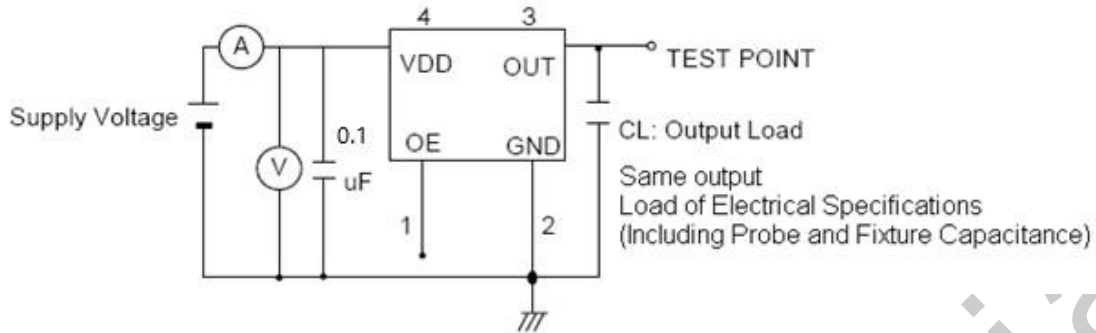 4
3
A
VDD
OUT
TEST POINT
Supply Voltage
0.1
uF
V
OE
GND
CL: Output Load
Same output
Load of Electrical Specifications
(Including Probe and Fixture Capacitance)
1
2